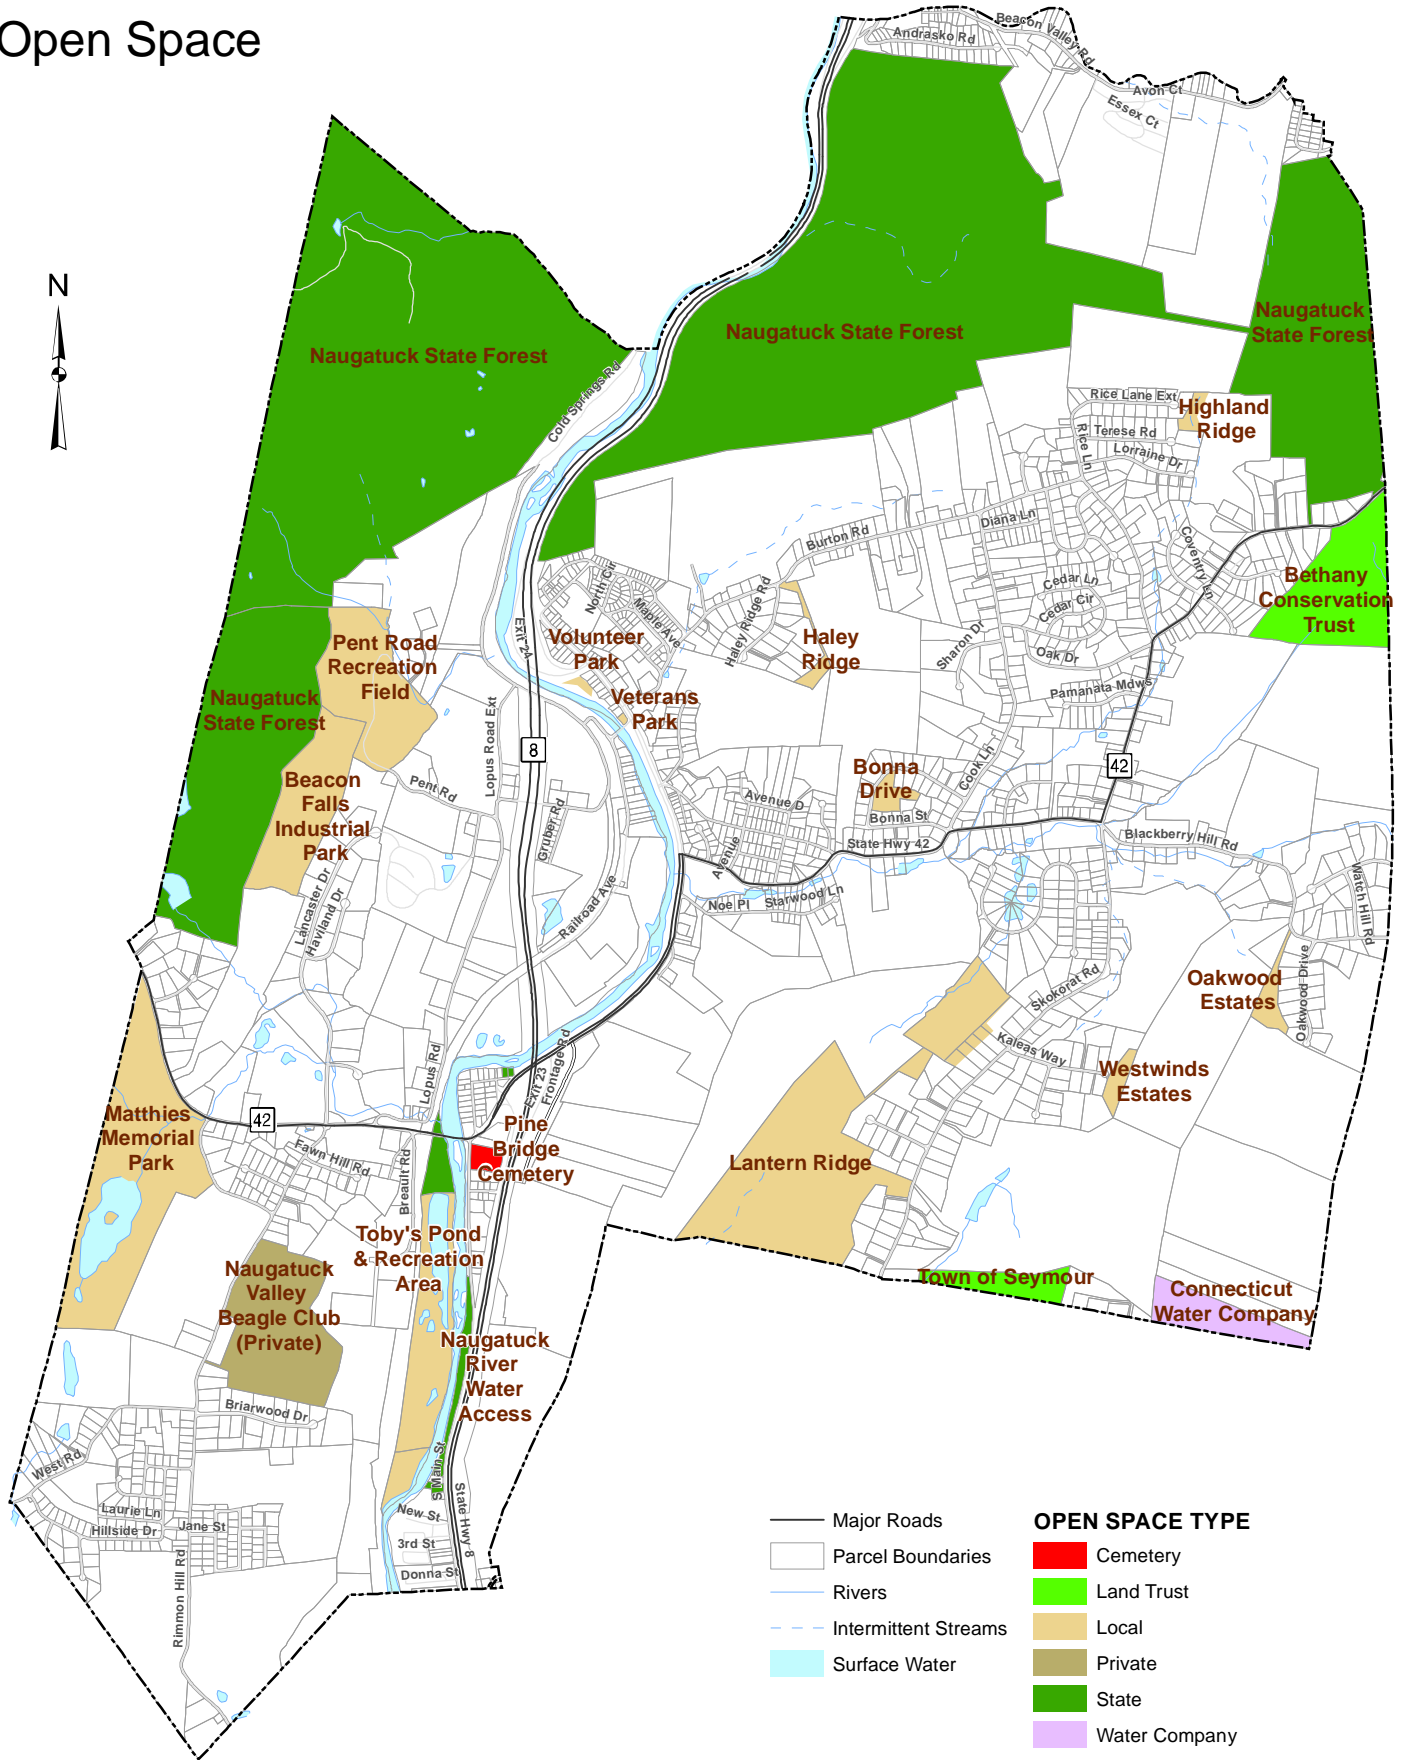 Open Space
N
Andrasko Rd
Beacon Valley Rd
Avon Ct
Essex Ct
Naugatuck State Forest
Naugatuck State Forest
Naugatuck
State Forest
Cold Springs Rd
Rice Lane Ext
Highland
Ridge
Terese Rd
Rice Ln
Lorraine Dr
Diana Ln
Burton Rd
Coventry Ln
Bethany
Conservation
Trust
North Cir
Maple Ave
Haley Ridge Rd
Cedar Ln
Cedar Cir
Exit 24
Volunteer
Park
Haley
Ridge
Sharon Dr
Oak Dr
Pamanata Mdws
Pent Road
Recreation
Field
Veterans
Park
Naugatuck
State Forest
Lopus Road Ext
8
42
Bonna
Drive
Cook Ln
Beacon
Falls
Industrial
Park
Pent Rd
Gruber Rd
Avenue D
Bonna St
State Hwy 42
Avenue
Blackberry Hill Rd
Watch Hill Rd
Lancaster Dr
Haviland Dr
Railroad Ave
Noe Pl
Starwood Ln
Skokorat Rd
Oakwood
Estates
Oakwood Drive
Kaleas Way
Westwinds
Estates
Lopus Rd
Exit 23
Frontage Rd
Matthies
Memorial
Park
42
Fawn Hill Rd
Breault Rd
Pine
Bridge
Cemetery
Lantern Ridge
Toby's Pond
& Recreation
Area
Naugatuck
Valley
Beagle Club
(Private)
Town of Seymour
Connecticut
Water Company
Naugatuck
River
Water
Access
Briarwood Dr
West Rd
S Main St
State Hwy 8
Laurie Ln
Hillside Dr
Jane St
New St
3rd St
Donna St
Rimmon Hill Rd
Major Roads
Parcel Boundaries
Rivers
Intermittent Streams
Surface Water
OPEN SPACE TYPE
Cemetery
Land Trust
Local
Private
State
Water Company